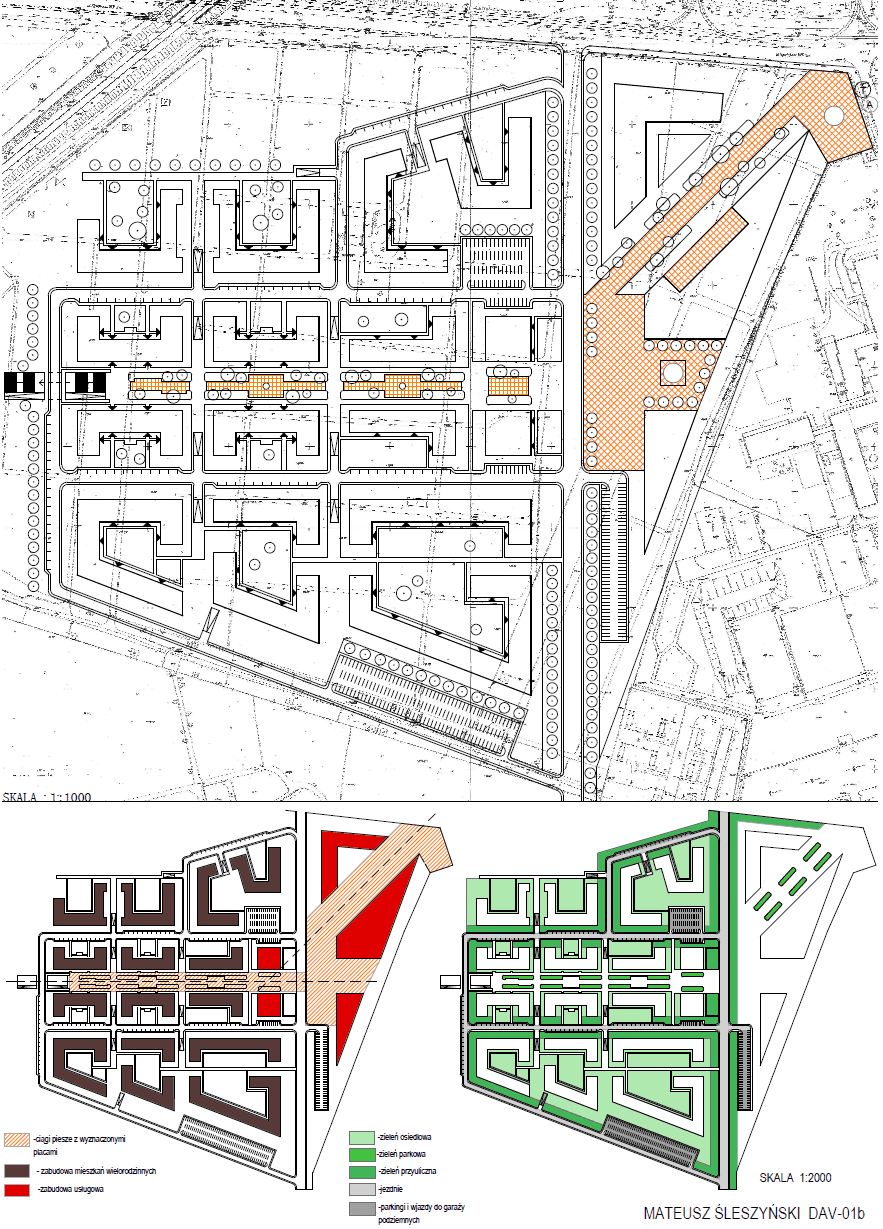 SKALA : 1:1000
-ciągi piesze z wyznaczonymi
placami
- zabudowa mieszkań wielorodzinnych
-zabudowa usługowa
-zieleń osiedlowa
-zieleń parkowa
-zieleń przyuliczna
-jezdnie
-parkingi i wjazdy do garaży
podziemnych
SKALA 1:2000
MATEUSZ ŚLESZYŃSKI DAV-01b